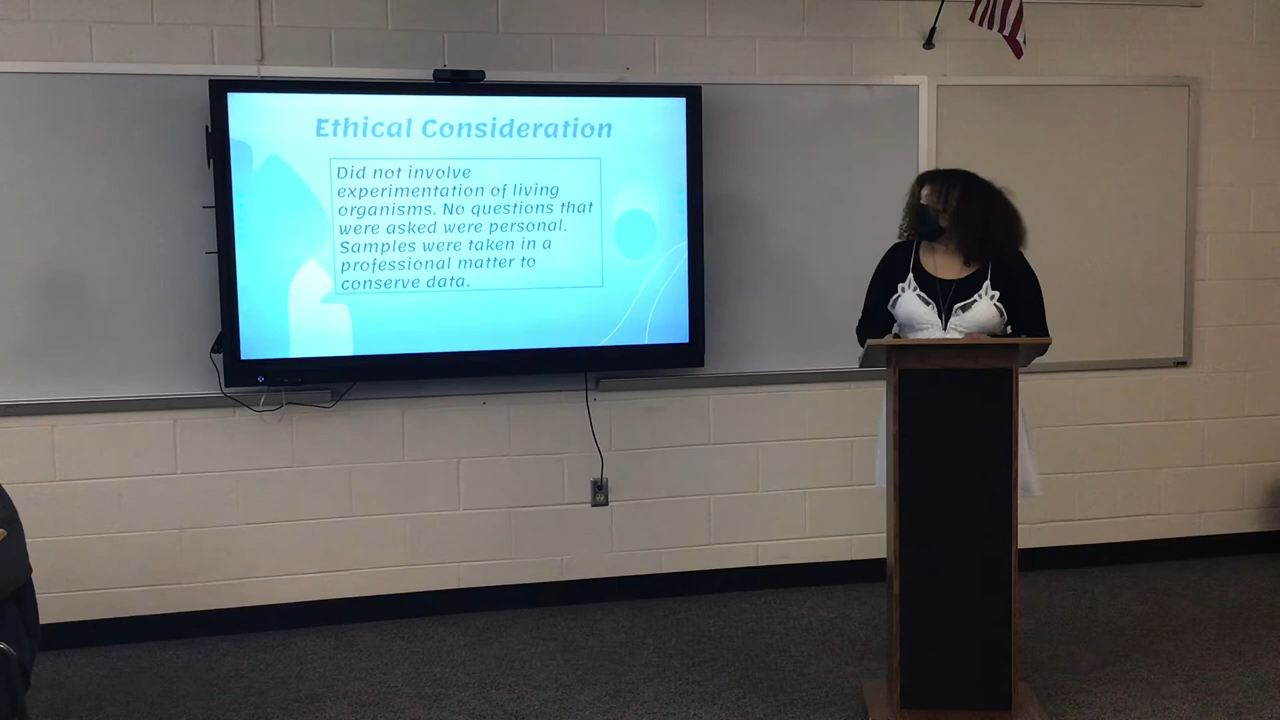 Ethical Consideration
Did not involve
experimentation of living
organisms. No questions that
were asked were personal.
Samples were taken in a
professional matter to
conserve data.